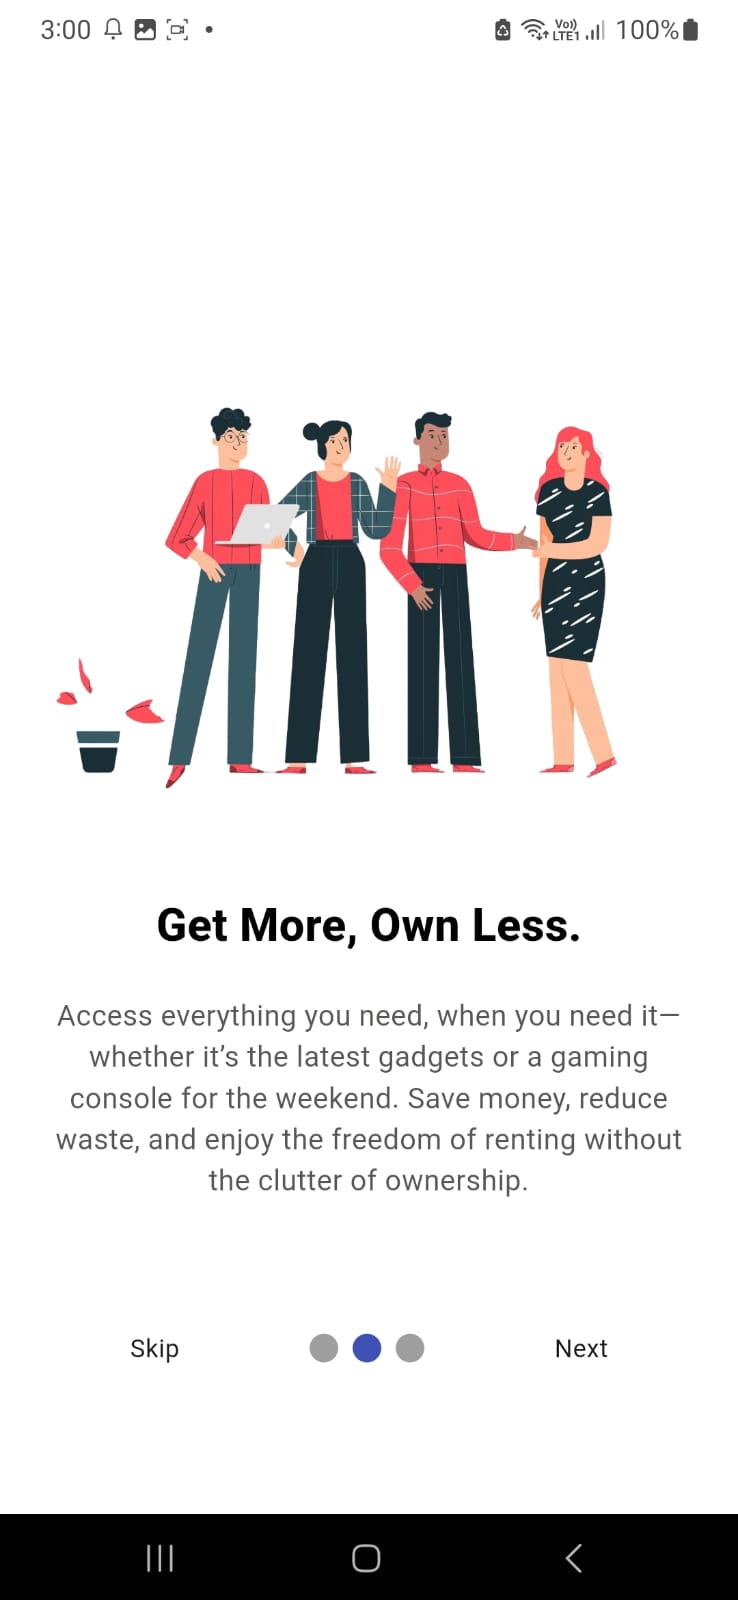 3:00 Vo)) LTE1 100%
Get More, Own Less.
Access everything you need, when you need it—
whether it’s the latest gadgets or a gaming
console for the weekend. Save money, reduce
waste, and enjoy the freedom of renting without
the clutter of ownership.
Skip Next